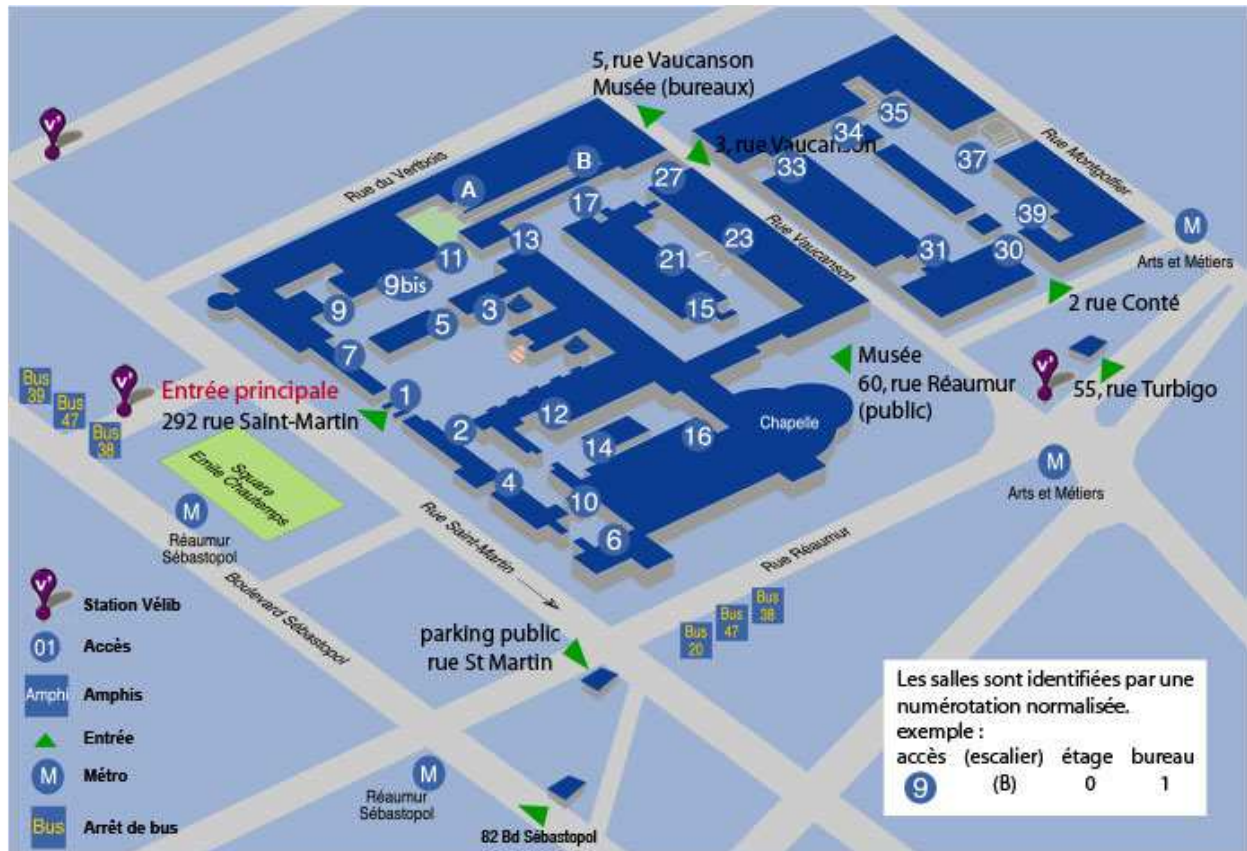 5, rue Vaucanson
Musée (bureaux)
3, rue Vaucanson
Rue du Vertbois
Rue Montgolfier
Rue Vaucanson
A
B
35
34
37
33
27
17
39
13
23
11
21
31
30
M
Arts et Métiers
9bis
9
3
5
15
2 rue Conté
7
Bus
39
Bus
47
Bus
38
Entrée principale
292 rue Saint-Martin
1
Musée
60, rue Réaumur
(public)
55, rue Turbigo
12
2
14
16
Chapelle
4
10
6
Square
Emile Chautemps
M
Réaumur
Sébastopol
M
Arts et Métiers
Rue Saint-Martin
Rue Réaumur
Boulevard Sébastopol
Bus
20
Bus
47
Bus
38
parking public
rue St Martin
Station Vélib
01 Accès
Amphi Amphis
Entrée
M Métro
Bus Arrêt de bus
M
Réaumur
Sébastopol
82 Bd Sébastopol
Les salles sont identifiées par une
numérotation normalisée.
exemple :
accès (escalier) étage bureau
9 (B) 0 1